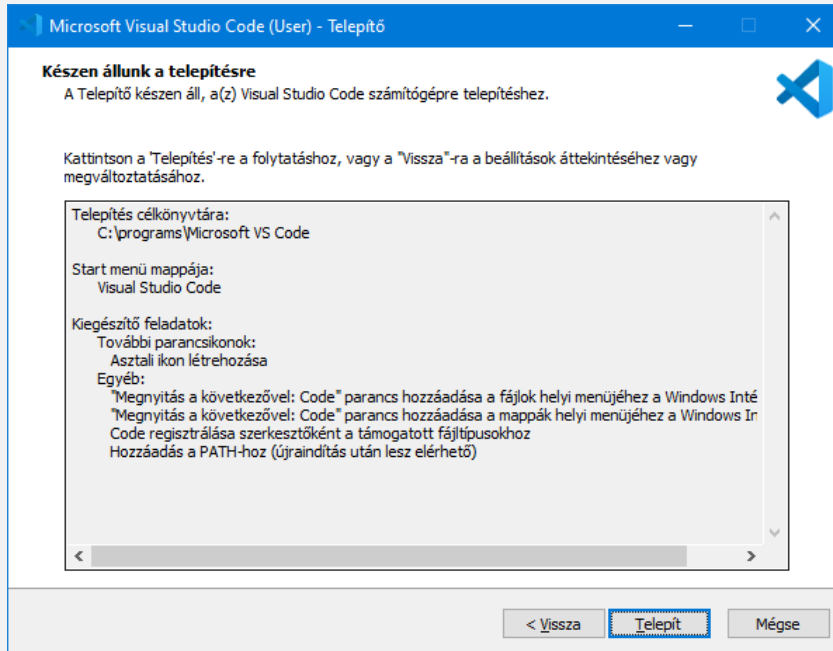 Microsoft Visual Studio Code (User) - Telepítő
Készen állunk a telepítésre
A Telepítő készen áll, a(z) Visual Studio Code számítógépre telepítéshez.
Kattintson a 'Telepítés'-re a folytatáshoz, vagy a "Vissza"-ra a beállítások áttekintéséhez vagy
megváltoztatásához.
Telepítés célkönyvtára:
C:\programs\Microsoft VS Code
Start menü mappája:
Visual Studio Code
Kiegészítő feladatok:
További parancsikonok:
Asztali ikon létrehozása
Egyéb:
"Megnyitás a következővel: Code" parancs hozzáadása a fájlok helyi menüjéhez a Windows Inté
"Megnyitás a következővel: Code" parancs hozzáadása a mappák helyi menüjéhez a Windows In
Code regisztrálása szerkesztőként a támogatott fájltípusokhoz
Hozzáadás a PATH-hoz (újraindítás után lesz elérhető)
< Vissza
Telepít
Mégse